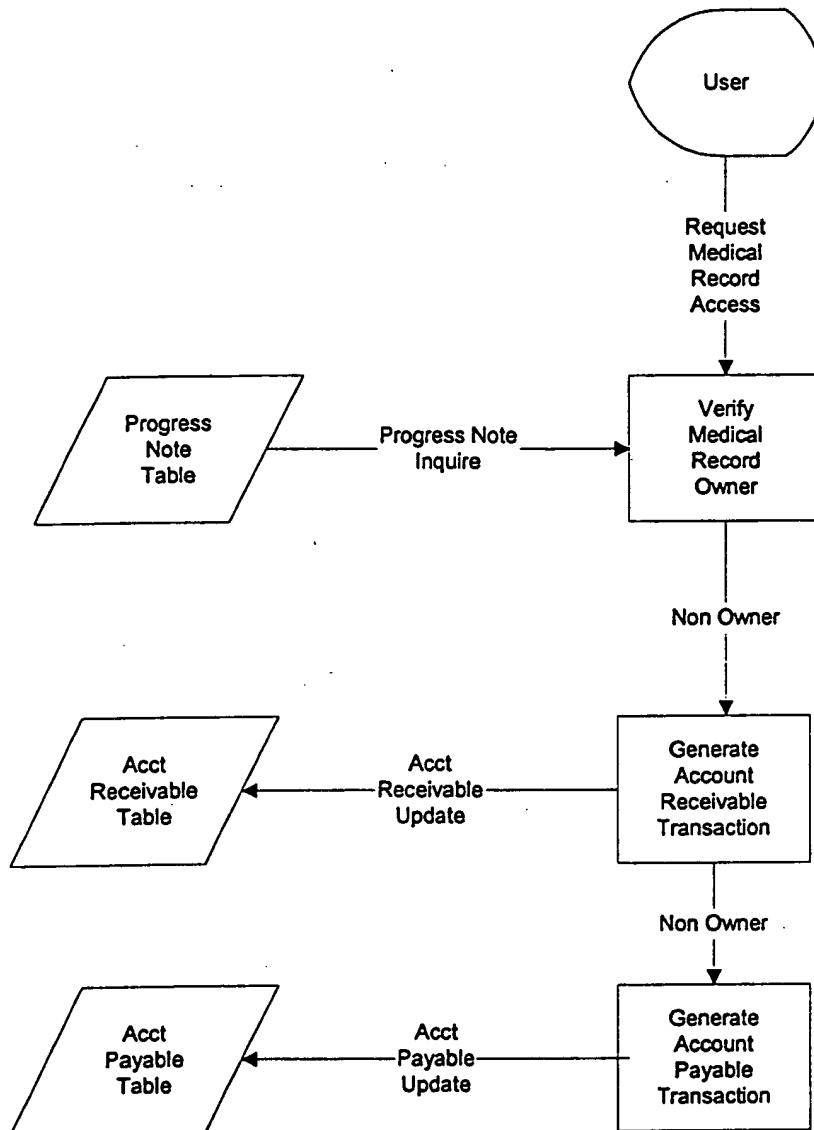 User
Request
Medical
Record
Access
Progress
Note
Table
Progress Note
Inquire
Verify
Medical
Record
Owner
Non Owner
Acct
Receivable
Table
Acct
Receivable
Update
Generate
Account
Receivable
Transaction
Non Owner
Acct
Payable
Table
Acct
Payable
Update
Generate
Account
Payable
Transaction